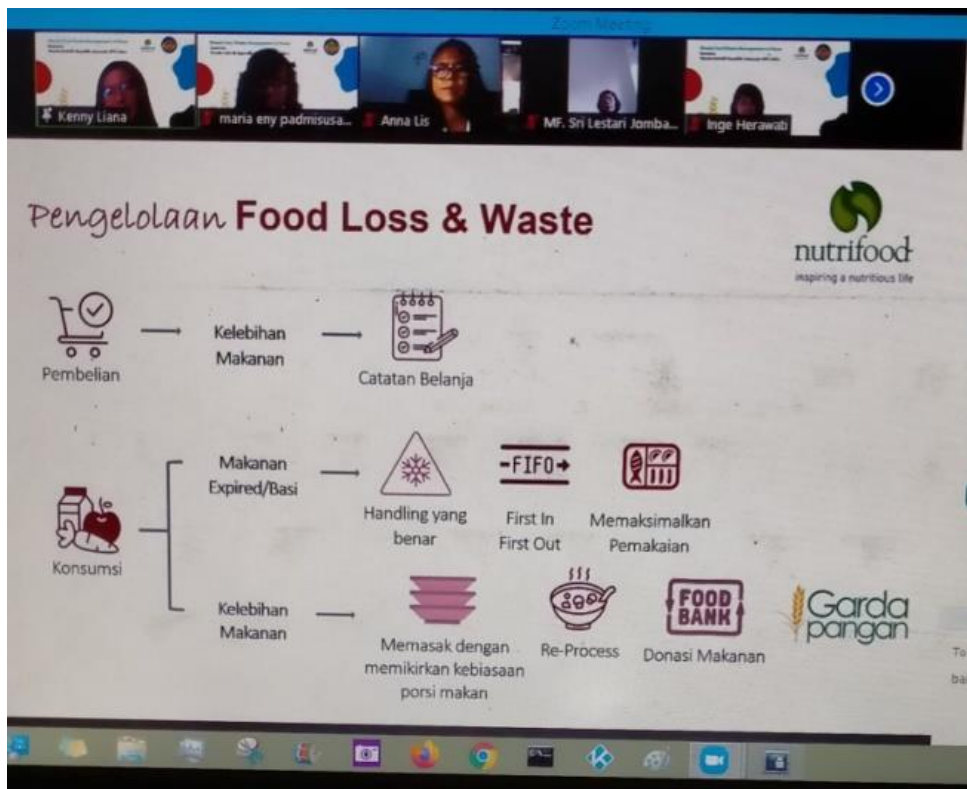 Zoom Meeting
Kenny Liana
maria eny padmisusa...
Anna Lis
MF. Sri Lestari Jomba...
Inge Herawati
Pengelolaan Food Loss & Waste
nutrifood
inspiring a nutritious life
Pembelian
Kelebihan
Makanan
Catatan Belanja
Konsumsi
Makanan
Expired/Basi
Handling yang
benar
FIFO
First In
First Out
Memaksimalkan
Pemakaian
Kelebihan
Makanan
Memasak dengan
memikirkan kebiasaan
porsi makan
Re-Process
FOOD
BANK
Donasi Makanan
Garda
pangan
To
ba